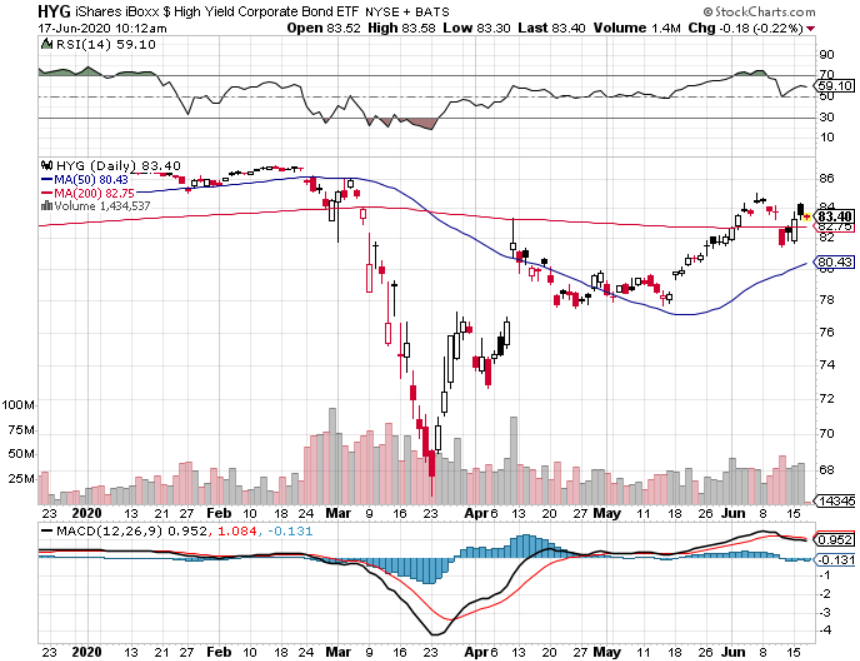 HYG iShares iBoxx $ High Yield Corporate Bond ETF NYSE + BATS © StockCharts.com
17-Jun-2020 10:12am Open 83.52 High 83.58 Low 83.30 Last 83.40 Volume 1.4M Chg -0.18 (-0.22%)
RSI(14) 59.10
90
70
59.10
50
30
10
HYG (Daily) 83.40
MA(50) 80.43
MA(200) 82.75
Volume 1,434,537
86
84
83.40
82.75
82
80.43
80
78
76
74
72
70
68
100M
75M
50M
25M
14345
23 2020 13 21 27 Feb 10 18 24 Mar 9 16 23 Apr 6 13 20 27 May 11 18 26 Jun 8 15
MACD(12,26,9) 0.952, 1.084, -0.131
0.952
-0.131
-1
-2
-3
-4
23 2020 13 21 27 Feb 10 18 24 Mar 9 16 23 Apr 6 13 20 27 May 11 18 26 Jun 8 15